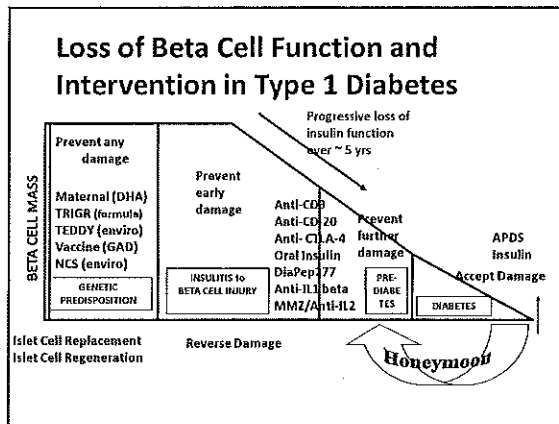 Loss of Beta Cell Function and
Intervention in Type 1 Diabetes
Progressive loss of
insulin function
over ~ 5 yrs
BETA CELL MASS
Prevent any
damage
Maternal (DHA)
TRIGR (formula)
TEDDY (enviro)
Vaccine (GAD)
NCS (enviro)
GENETIC
PREDISPOSITION
Prevent
early
damage
INSULITIS to
BETA CELL INJURY
Anti-CD3
Anti-CD-20
Anti-CTLA-4
Oral Insulin
DiaPep277
Anti-IL1 beta
MMZ/Anti-IL2
Prevent
further
damage
PRE-
DIABE
TES
APDS
insulin
Accept Damage
DIABETES
Islet Cell Replacement
Islet Cell Regeneration
Reverse Damage
Honeymoon